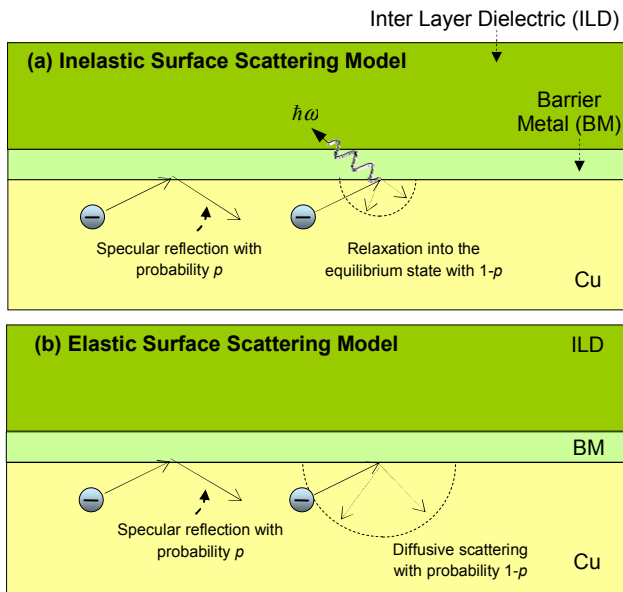 Inter Layer Dielectric (ILD)
(a) Inelastic Surface Scattering Model
Barrier
Metal (BM)
ħω
−
−
Specular reflection with
probability p
Relaxation into the
equilibrium state with 1-p
Cu
(b) Elastic Surface Scattering Model
ILD
BM
−
−
Specular reflection with
probability p
Diffusive scattering
with probability 1-p
Cu